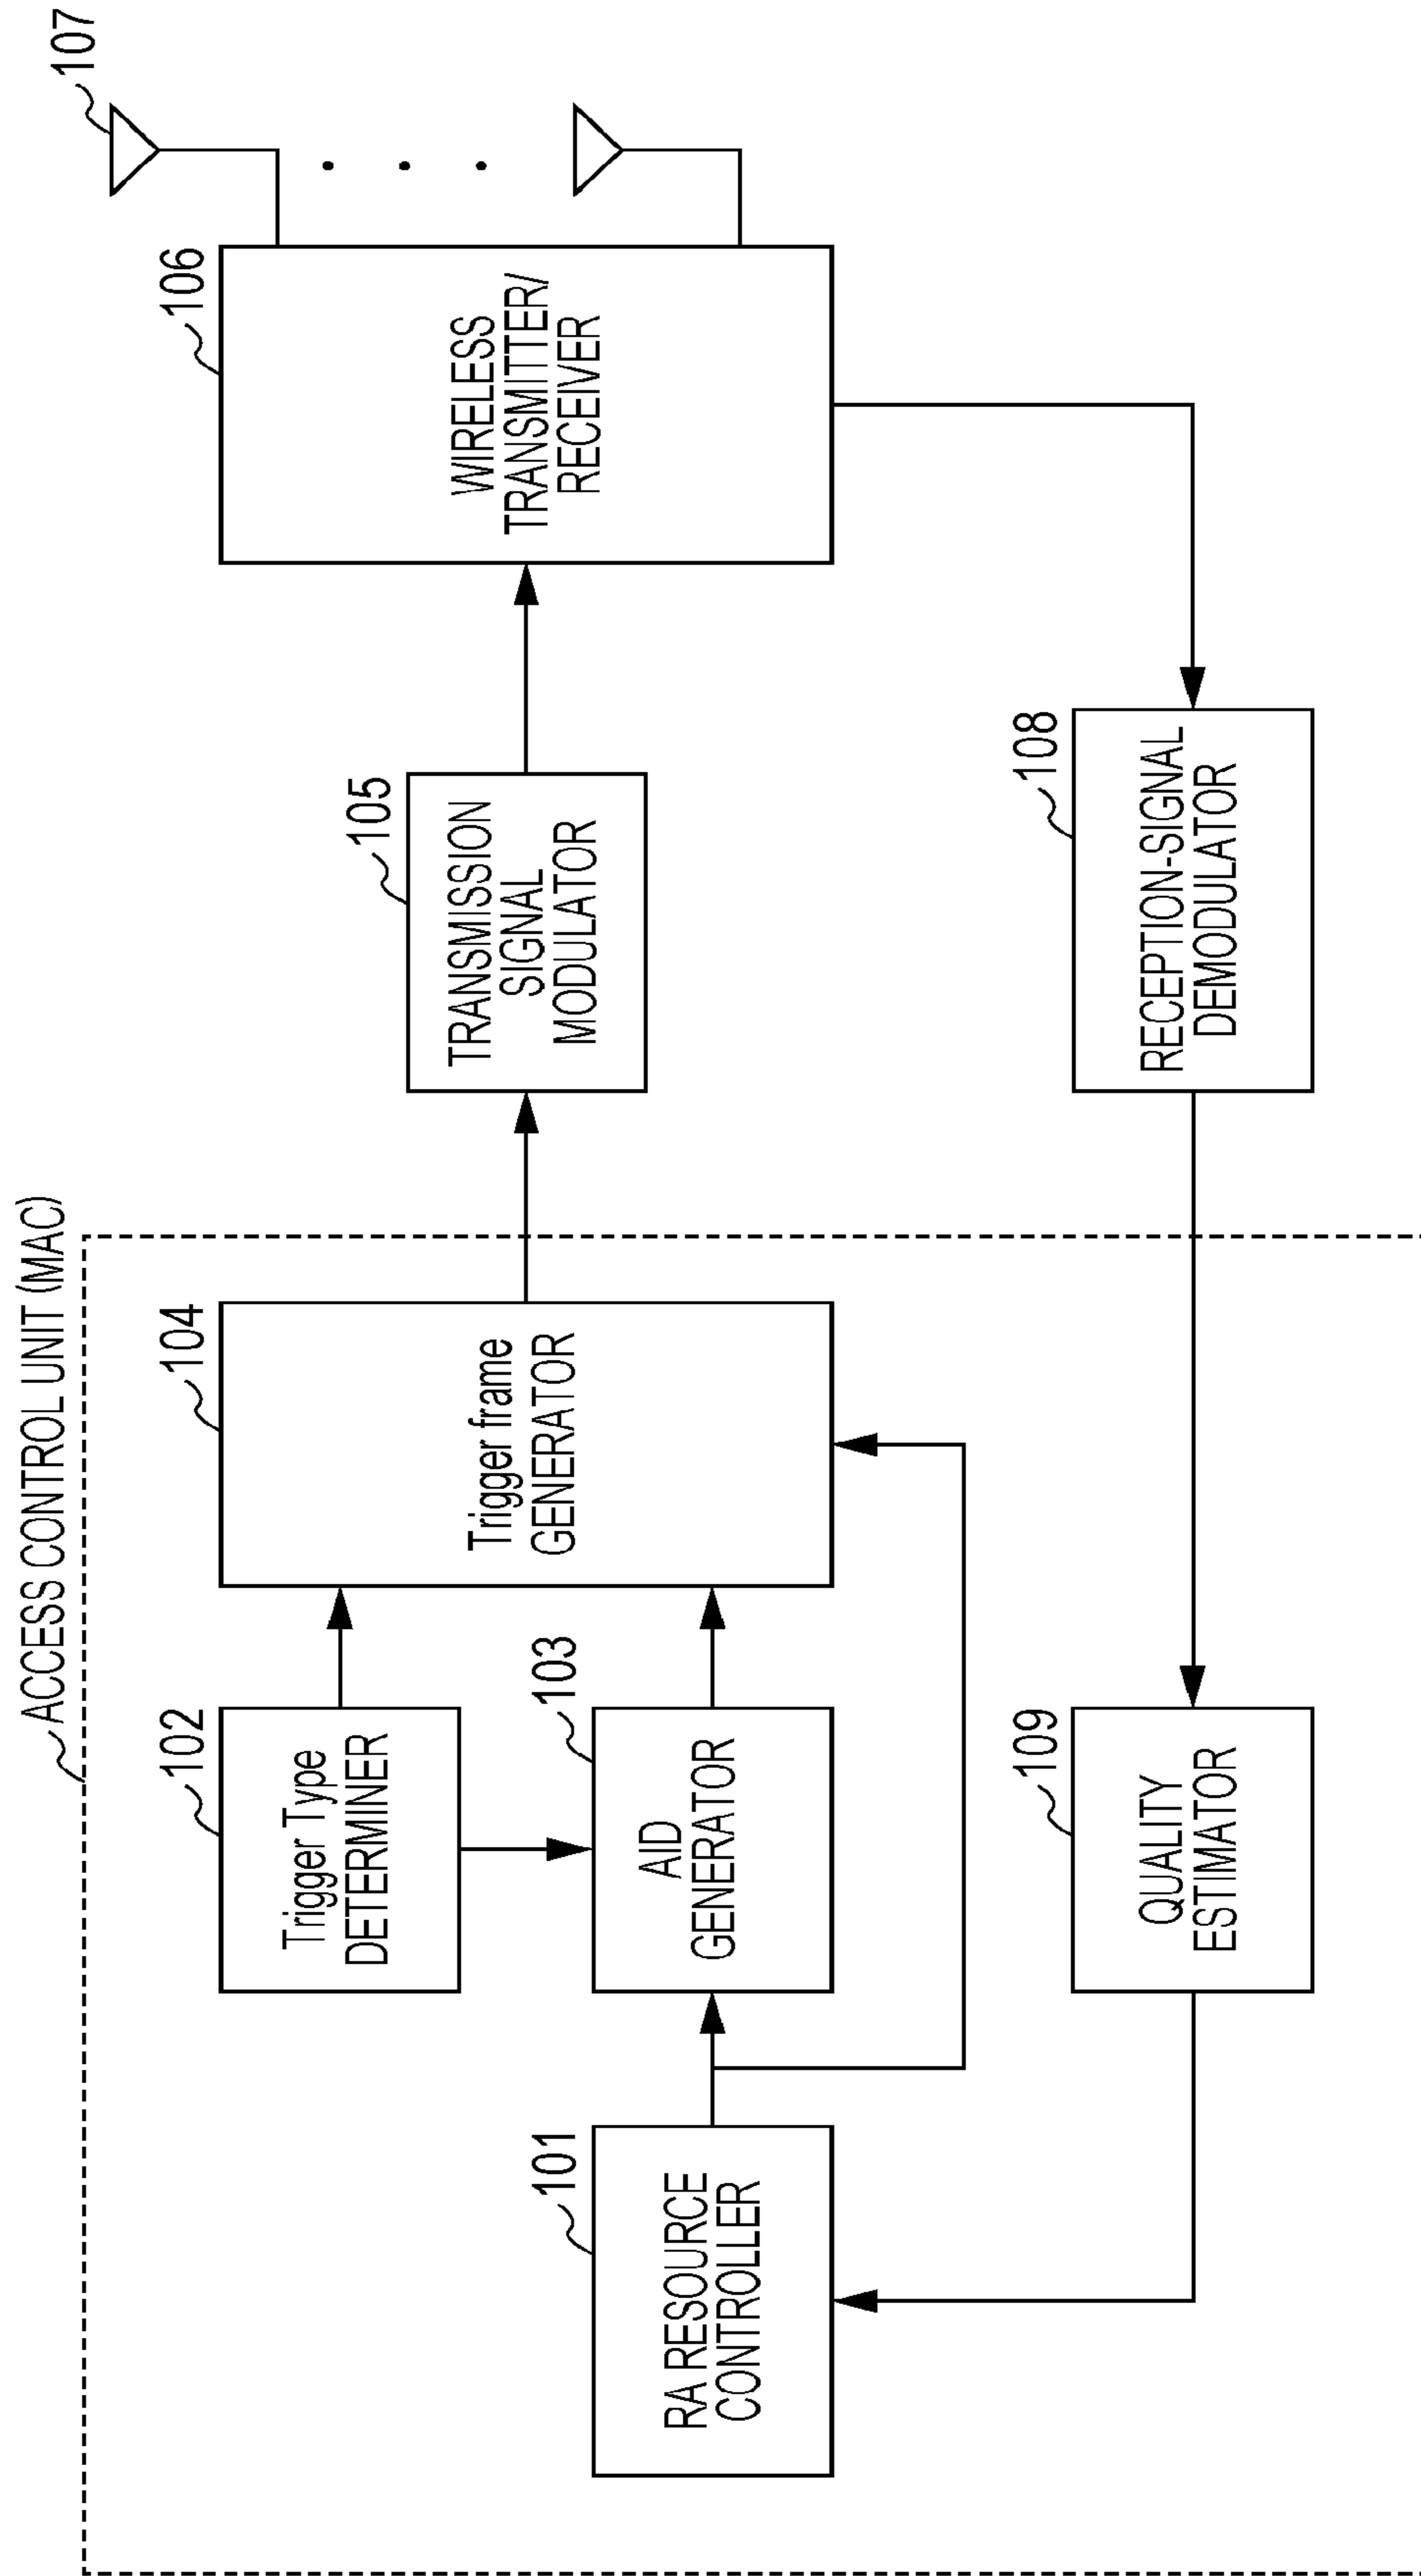 ACCESS CONTROL UNIT (MAC)
101
RA RESOURCE
CONTROLLER
102
Trigger Type
DETERMINER
103
AID
GENERATOR
104
Trigger frame
GENERATOR
105
TRANSMISSION
SIGNAL
MODULATOR
106
WIRELESS
TRANSMITTER/
RECEIVER
107
108
RECEPTION-SIGNAL
DEMODULATOR
109
QUALITY
ESTIMATOR